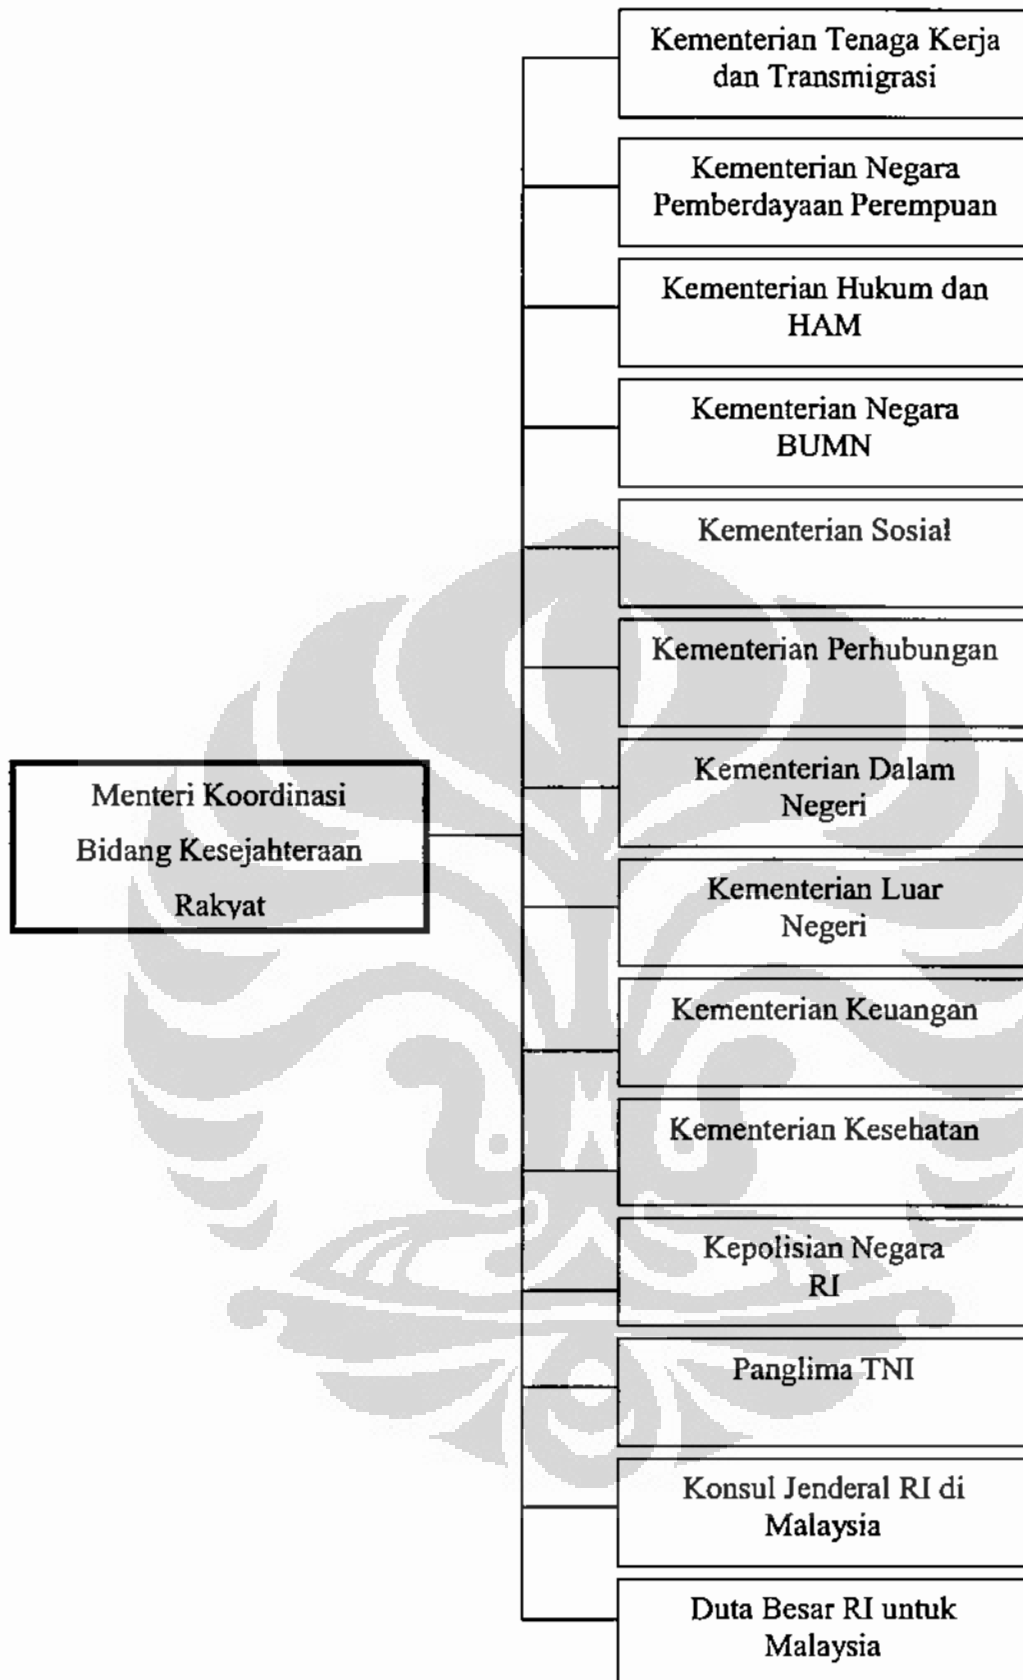 Kementerian Tenaga Kerja
dan Transmigrasi
Kementerian Negara
Pemberdayaan Perempuan
Kementerian Hukum dan
HAM
Kementerian Negara
BUMN
Kementerian Sosial
Kementerian Perhubungan
Kementerian Dalam
Negeri
Menteri Koordinasi
Bidang Kesejahteraan
Rakyat
Kementerian Luar
Negeri
Kementerian Keuangan
Kementerian Kesehatan
Kepolisian Negara
RI
Panglima TNI
Konsul Jenderal RI di
Malaysia
Duta Besar RI untuk
Malaysia